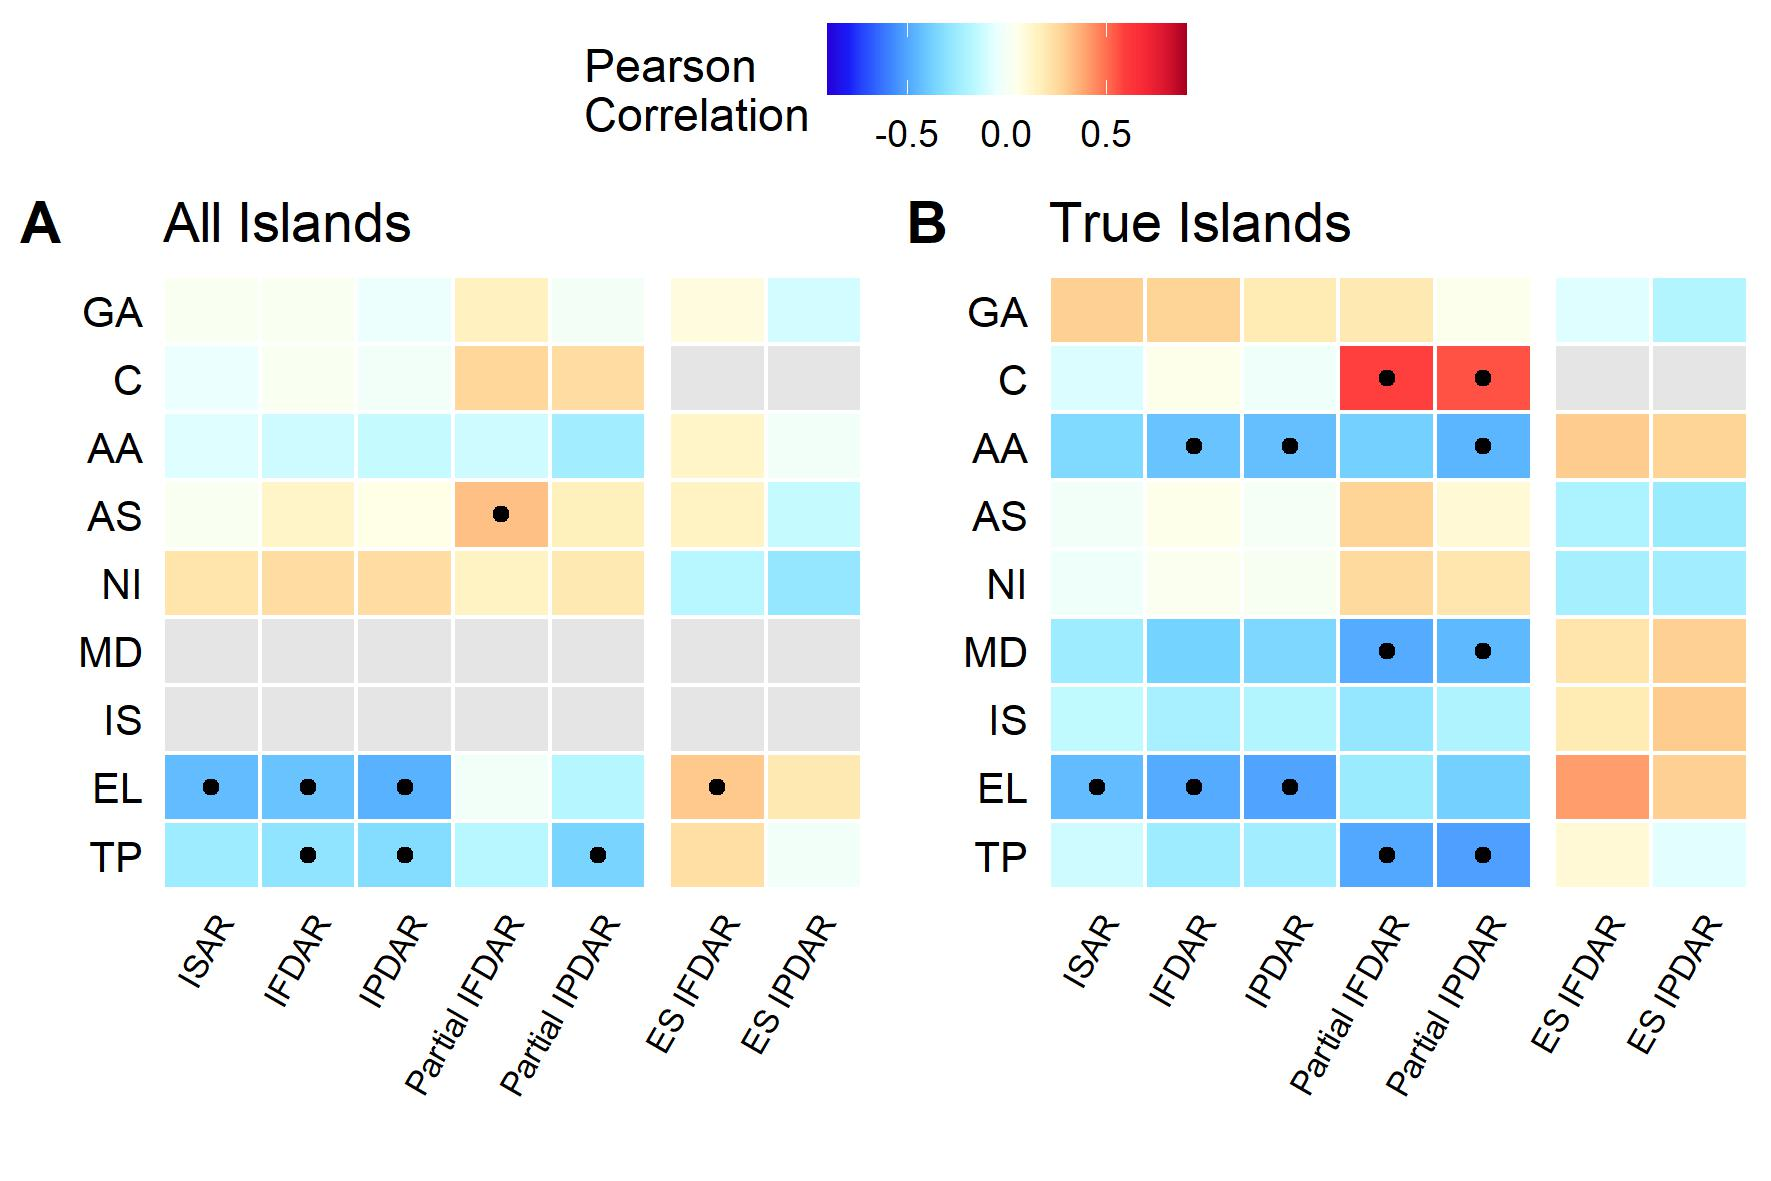 Pearson
Correlation
-0.5 0.0 0.5
A All Islands
GA
C
AA
AS
NI
MD
IS
EL
TP
ISAR
IFDAR
IPDAR
Partial IFDAR
Partial IPDAR
ES IFDAR
ES IPDAR
B True Islands
GA
C
AA
AS
NI
MD
IS
EL
TP
ISAR
IFDAR
IPDAR
Partial IFDAR
Partial IPDAR
ES IFDAR
ES IPDAR